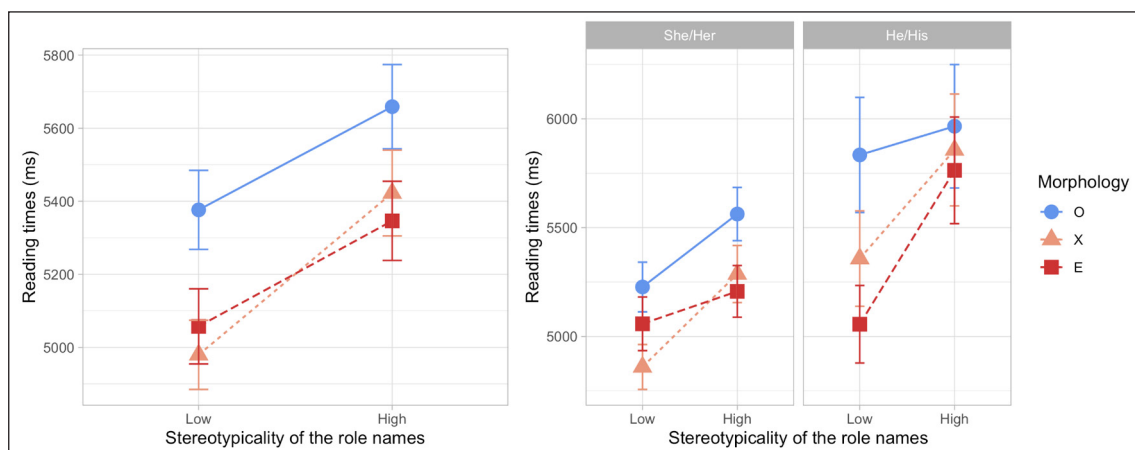 She/Her
He/His
5800
5600
5400
5200
5000
Reading times (ms)
Low
High
Stereotypicality of the role names
6000
5500
5000
Reading times (ms)
Low
High
Low
High
Stereotypicality of the role names
Morphology
O
X
E